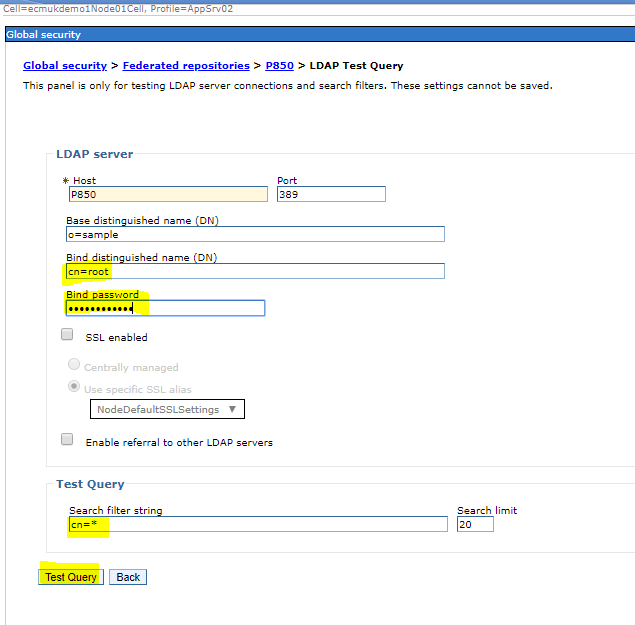 Cell=ecmukdemo1Node01Cell, Profile=AppSrv02
Global security
Global security > Federated repositories > P850 > LDAP Test Query
This panel is only for testing LDAP server connections and search filters. These settings cannot be saved.
LDAP server
* Host Port
P850 389
Base distinguished name (DN)
o=sample
Bind distinguished name (DN)
cn=root
Bind password
••••••••••••
SSL enabled
Centrally managed
Use specific SSL alias
NodeDefaultSSLSettings ▼
Enable referral to other LDAP servers
Test Query
Search filter string Search limit
cn=* 20
Test Query Back